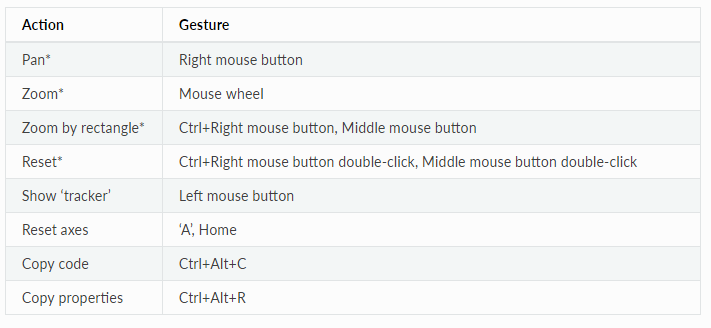 Action Gesture
Pan* Right mouse button
Zoom* Mouse wheel
Zoom by rectangle* Ctrl+Right mouse button, Middle mouse button
Reset* Ctrl+Right mouse button double-click, Middle mouse button double-click
Show ‘tracker’ Left mouse button
Reset axes ‘A’, Home
Copy code Ctrl+Alt+C
Copy properties Ctrl+Alt+R